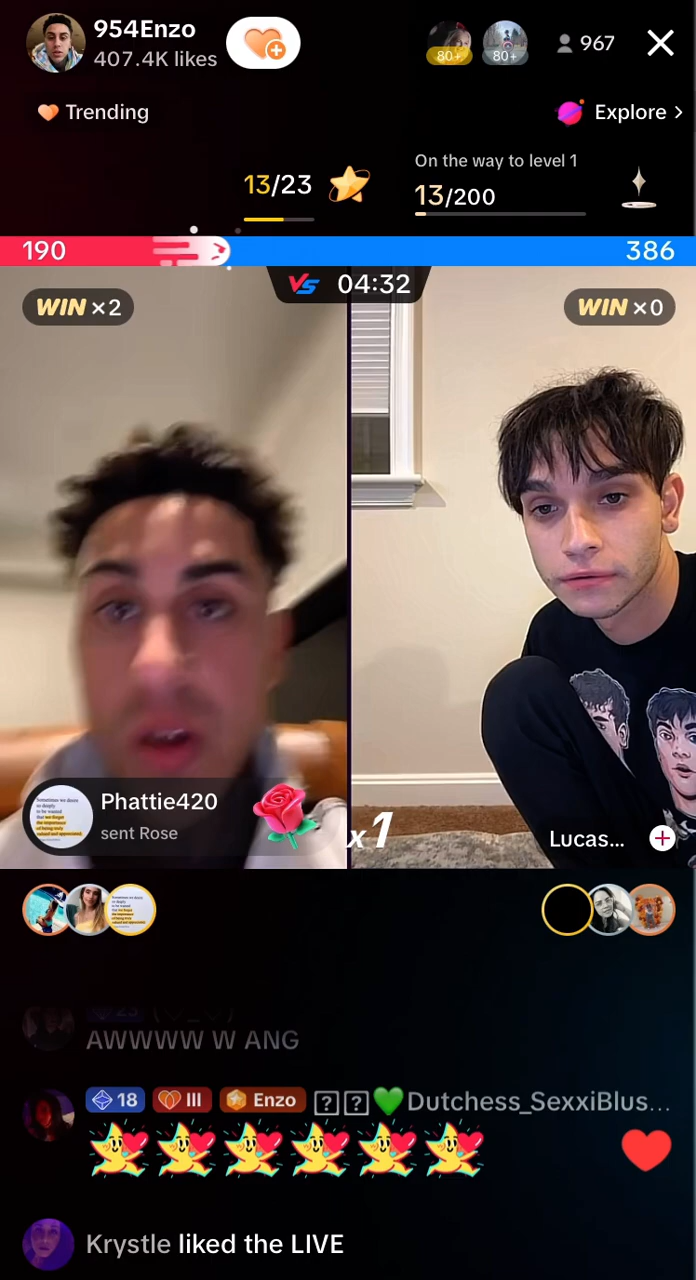 954Enzo
407.4K likes
80+
80+
967
Trending
Explore >
13/23
On the way to level 1
13/200
190
386
VS 04:32
WIN ×2
WIN ×0
Phattie420
sent Rose
x1
Lucas...
AWWWW W ANG
18 III Enzo Dutchess_SexxiBlus...
Krystle liked the LIVE